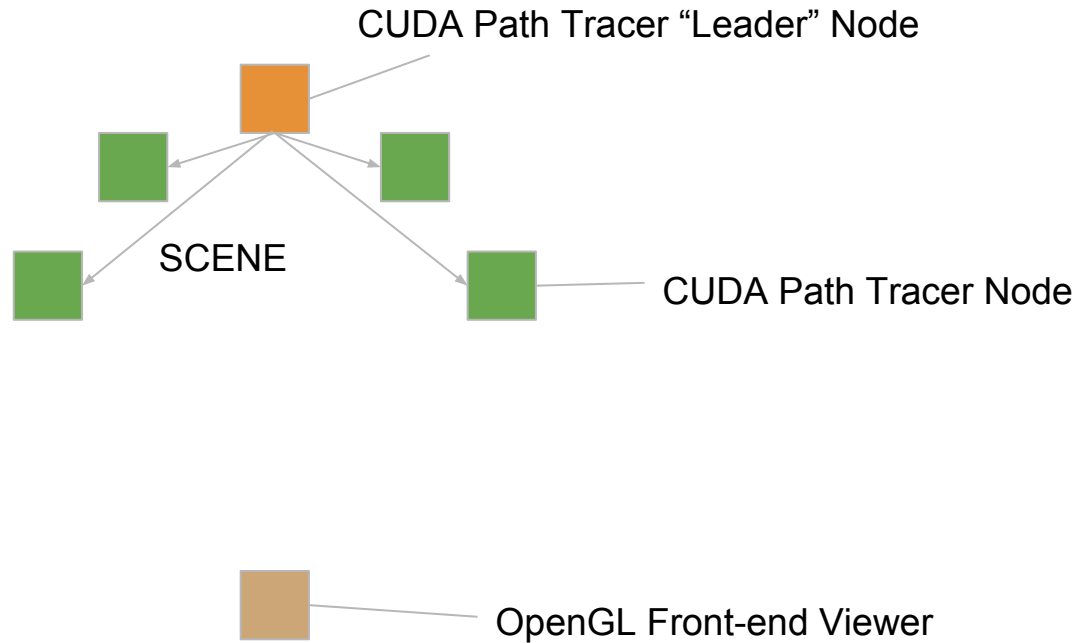 CUDA Path Tracer “Leader” Node
SCENE
CUDA Path Tracer Node
OpenGL Front-end Viewer